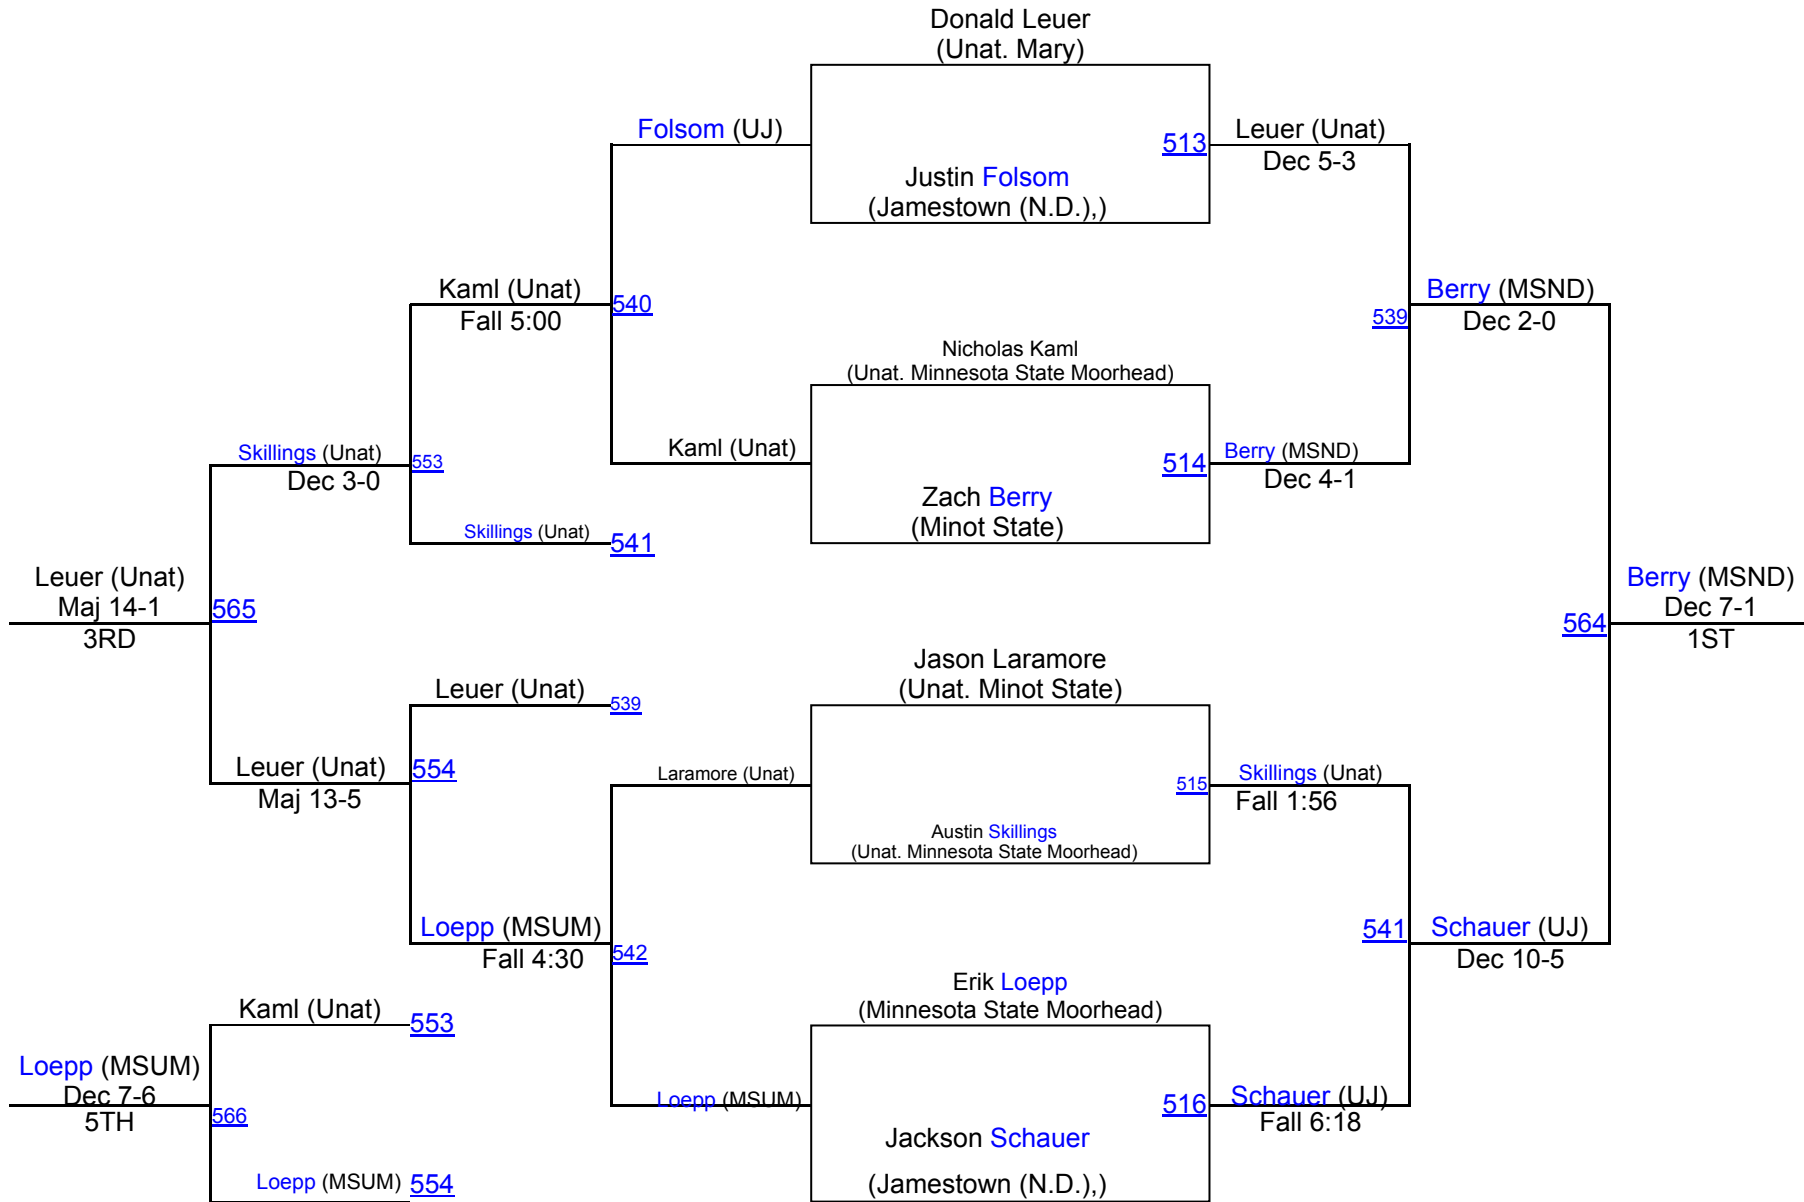 Donald Leuer
(Unat. Mary)
Folsom (UJ)
513
Leuer (Unat)
Dec 5-3
Justin Folsom
(Jamestown (N.D.),)
Kaml (Unat)
Fall 5:00
540
539
Berry (MSND)
Dec 2-0
Nicholas Kaml
(Unat. Minnesota State Moorhead)
Skillings (Unat)
Dec 3-0
553
Kaml (Unat)
514
Berry (MSND)
Dec 4-1
Zach Berry
(Minot State)
Skillings (Unat)
541
Leuer (Unat)
Maj 14-1
3RD
565
564
Berry (MSND)
Dec 7-1
1ST
Jason Laramore
(Unat. Minot State)
Leuer (Unat)
539
Leuer (Unat)
Maj 13-5
554
Laramore (Unat)
515
Skillings (Unat)
Fall 1:56
Austin Skillings
(Unat. Minnesota State Moorhead)
Loepp (MSUM)
Fall 4:30
542
541
Schauer (UJ)
Dec 10-5
Erik Loepp
(Minnesota State Moorhead)
Kaml (Unat)
553
Loepp (MSUM)
Dec 7-6
5TH
566
Loepp (MSUM)
516
Schauer (UJ)
Fall 6:18
Jackson Schauer
(Jamestown (N.D.),)
Loepp (MSUM)
554